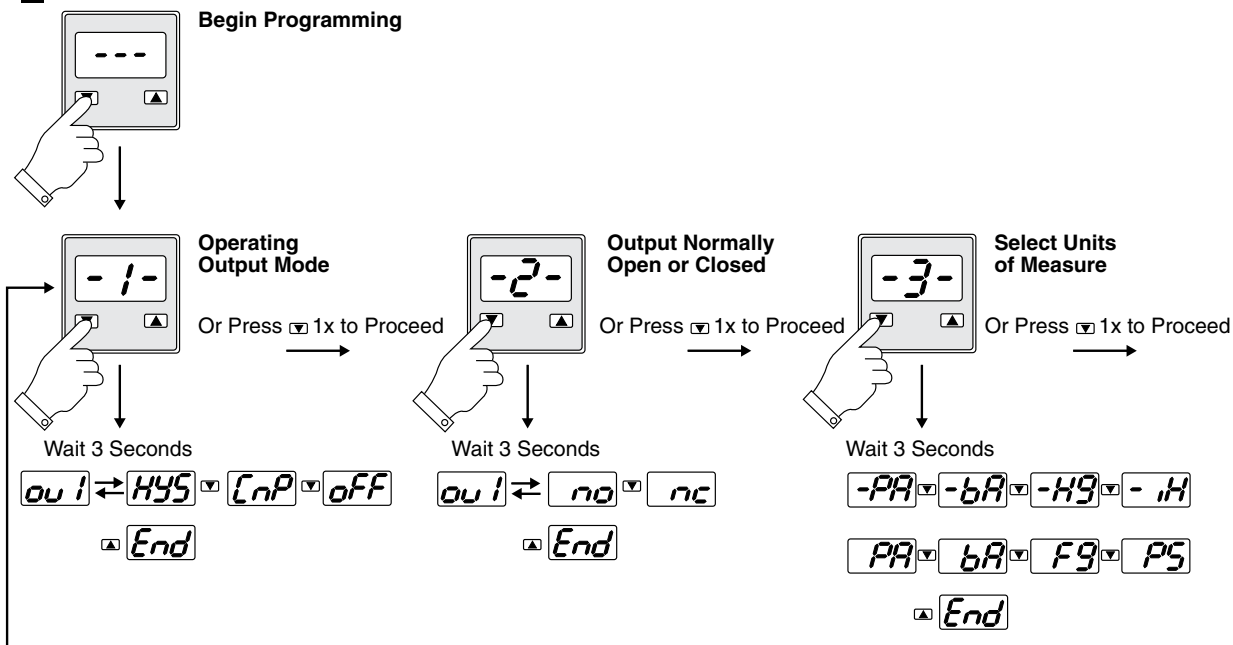 Begin Programming
---
-1-
Operating
Output Mode
Or Press ▼ 1x to Proceed
Wait 3 Seconds
ou1 HYS CnP oFF
End
-2-
Output Normally
Open or Closed
Or Press ▼ 1x to Proceed
Wait 3 Seconds
ou1 no nc
End
-3-
Select Units
of Measure
Or Press ▼ 1x to Proceed
Wait 3 Seconds
-PA -bA -Hg -iH
PA bA Fg PS
End